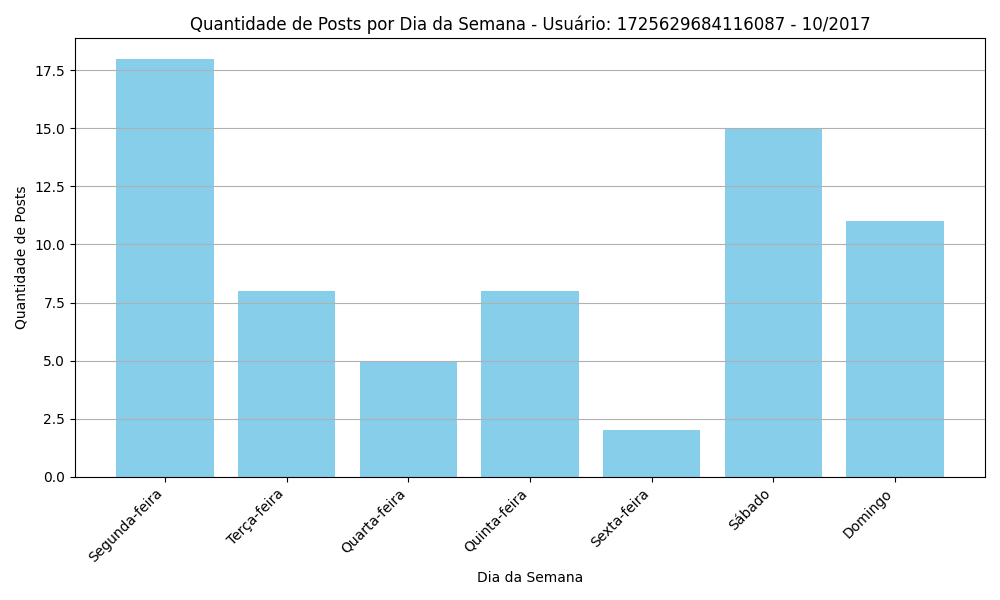 Quantidade de Posts por Dia da Semana - Usuário: 1725629684116087 - 10/2017
Quantidade de Posts
17.5
15.0
12.5
10.0
7.5
5.0
2.5
0.0
Segunda-feira
Terça-feira
Quarta-feira
Quinta-feira
Sexta-feira
Sábado
Domingo
Dia da Semana